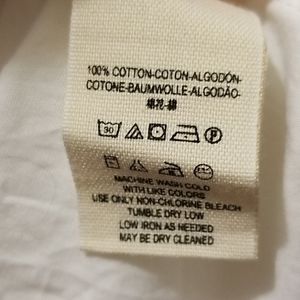 100% COTTON-COTON-ALGODÓN-
COTONE-BAUMWOLLE-ALGODÃO-
30
P
MACHINE WASH COLD
WITH LIKE COLORS
USE ONLY NON-CHLORINE BLEACH
TUMBLE DRY LOW
LOW IRON AS NEEDED
MAY BE DRY CLEANED